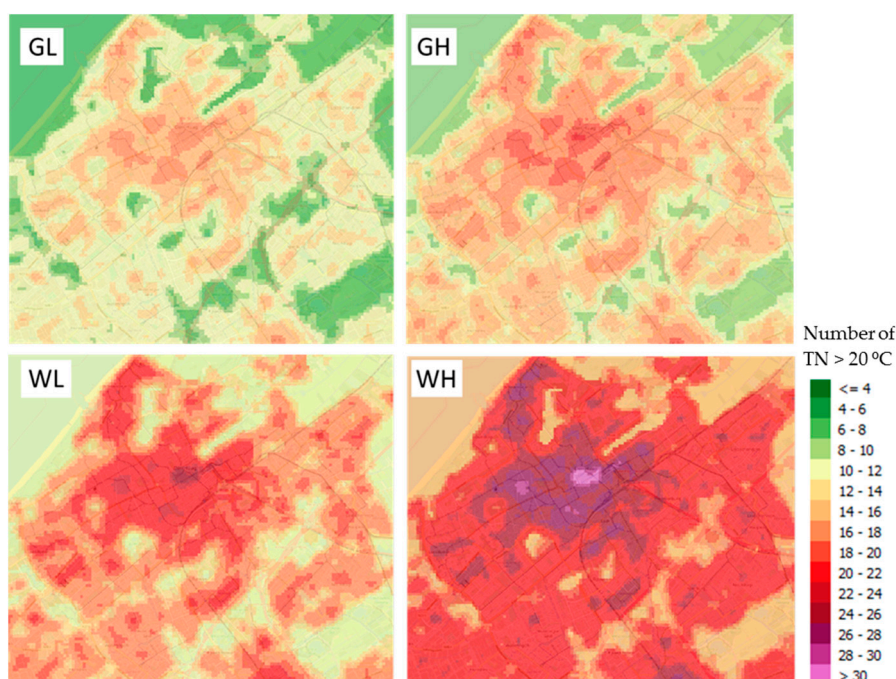 GL
GH
WL
WH
Number of
TN > 20 ºC
<= 4
4 - 6
6 - 8
8 - 10
10 - 12
12 - 14
14 - 16
16 - 18
18 - 20
20 - 22
22 - 24
24 - 26
26 - 28
28 - 30
> 30